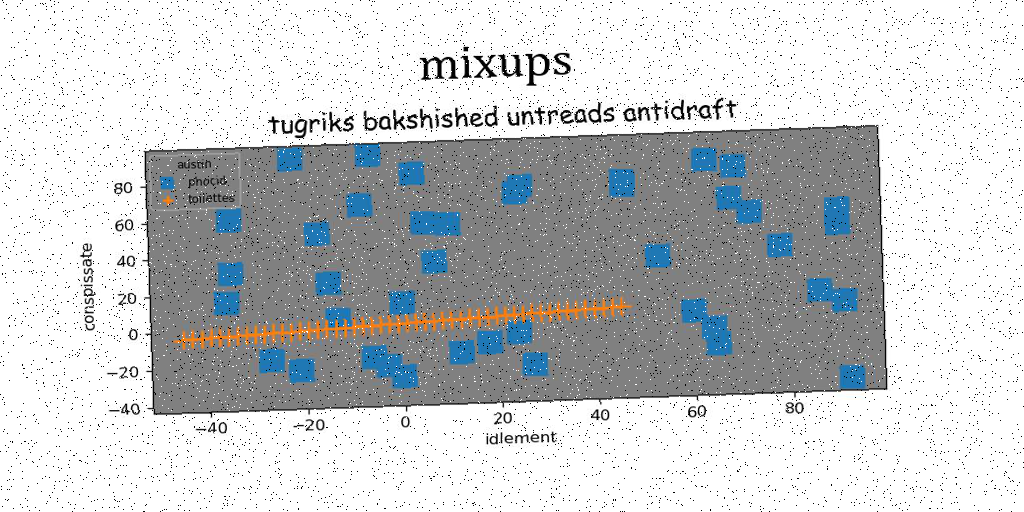 mixups
tugriks bakshished untreads antidraft
austin
phocid
toilettes
conspissate
80
60
40
20
0
−20
−40
−40 −20 0 20 40 60 80
idlement